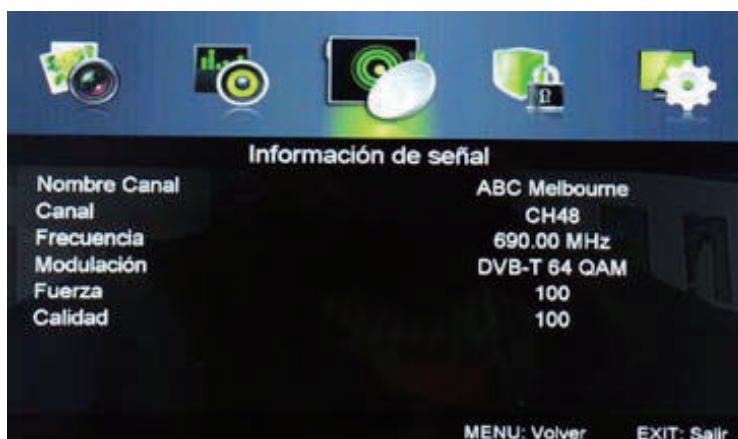 Información de señal
Nombre Canal ABC Melbourne
Canal CH48
Frecuencia 690.00 MHz
Modulación DVB-T 64 QAM
Fuerza 100
Calidad 100
MENU: Volver EXIT: Salir